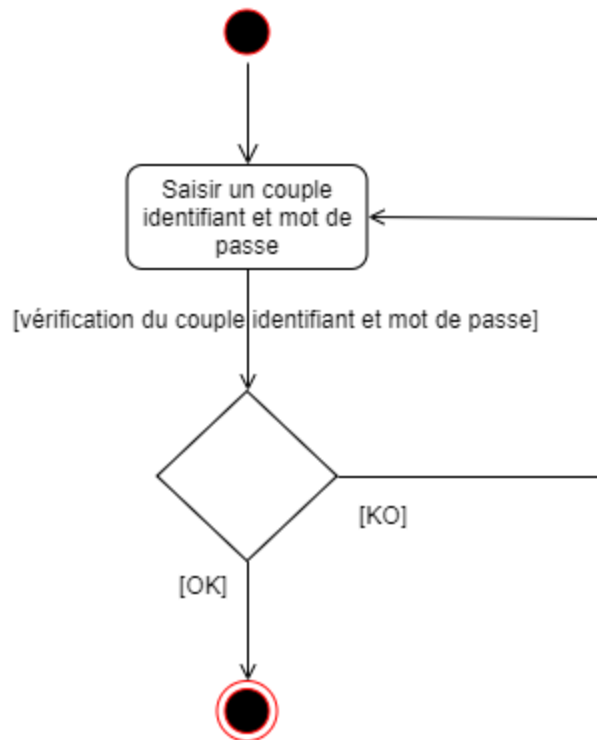 Saisir un couple
identifiant et mot de
passe
[vérification du couple identifiant et mot de passe]
[KO]
[OK]